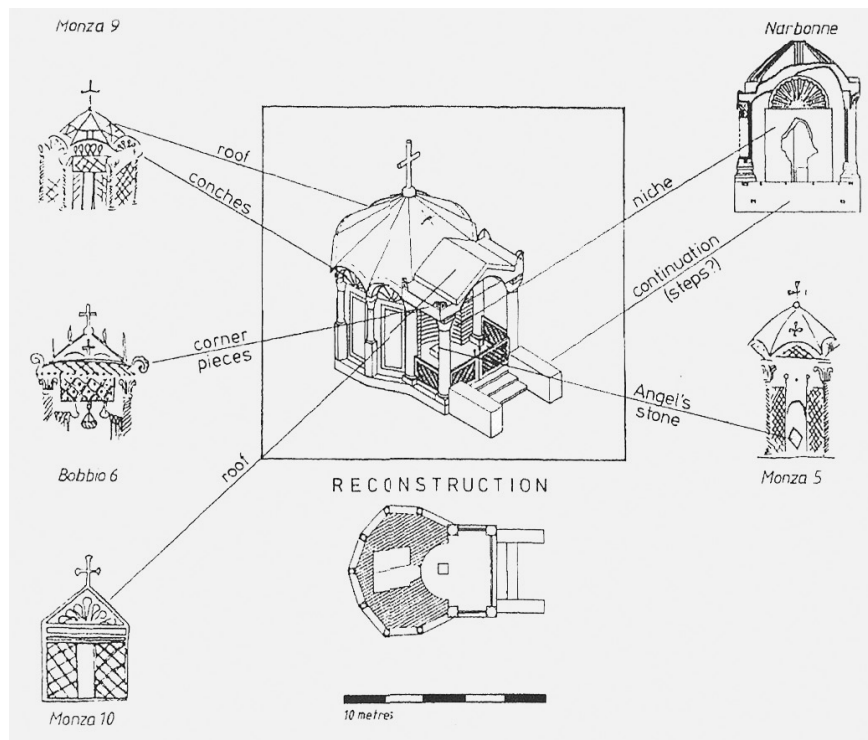 Monza 9
Narbonne
roof
conches
niche
continuation
(steps?)
corner
pieces
Angel's
stone
Bobbio 6
roof
Monza 5
RECONSTRUCTION
Monza 10
10 metres